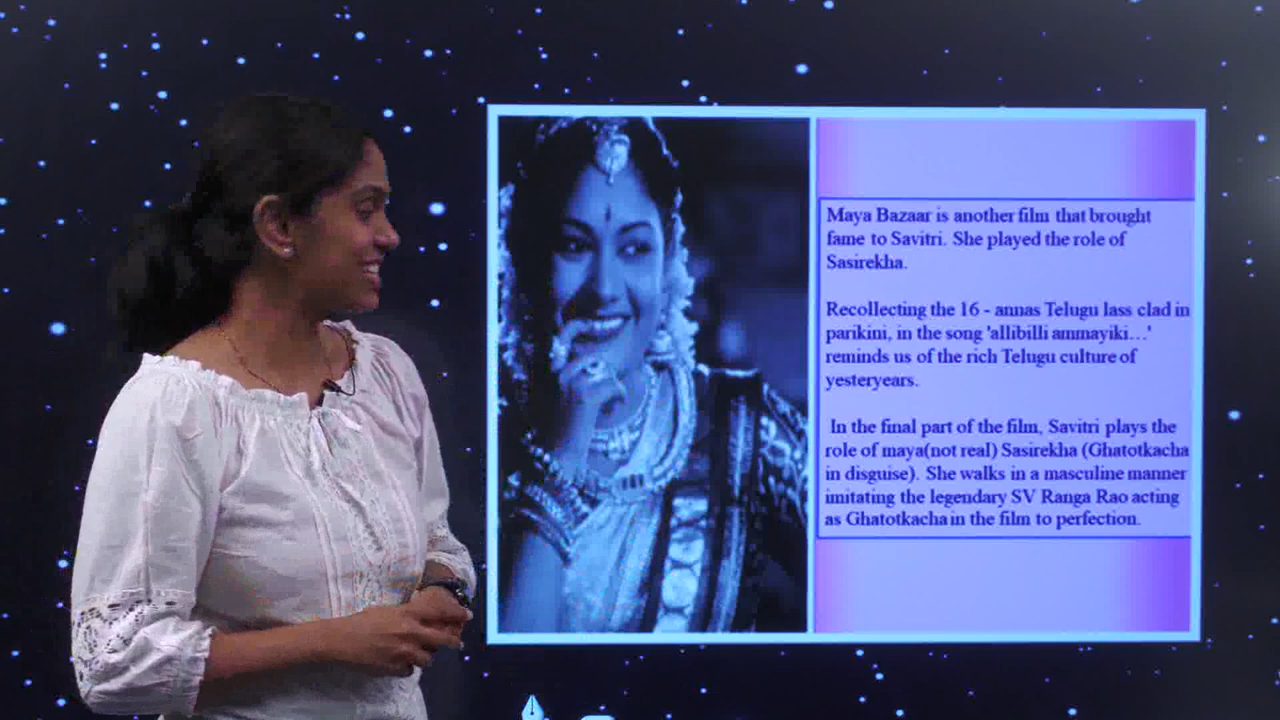 Maya Bazaar is another film that brought
fame to Savitri. She played the role of
Sasirekha.
Recollecting the 16 - annas Telugu lass clad in
parikini, in the song 'allibilli ammayiki…'
reminds us of the rich Telugu culture of
yesteryears.
In the final part of the film, Savitri plays the
role of maya(not real) Sasirekha (Ghatotkacha
in disguise). She walks in a masculine manner
imitating the legendary SV Ranga Rao acting
as Ghatotkacha in the film to perfection.